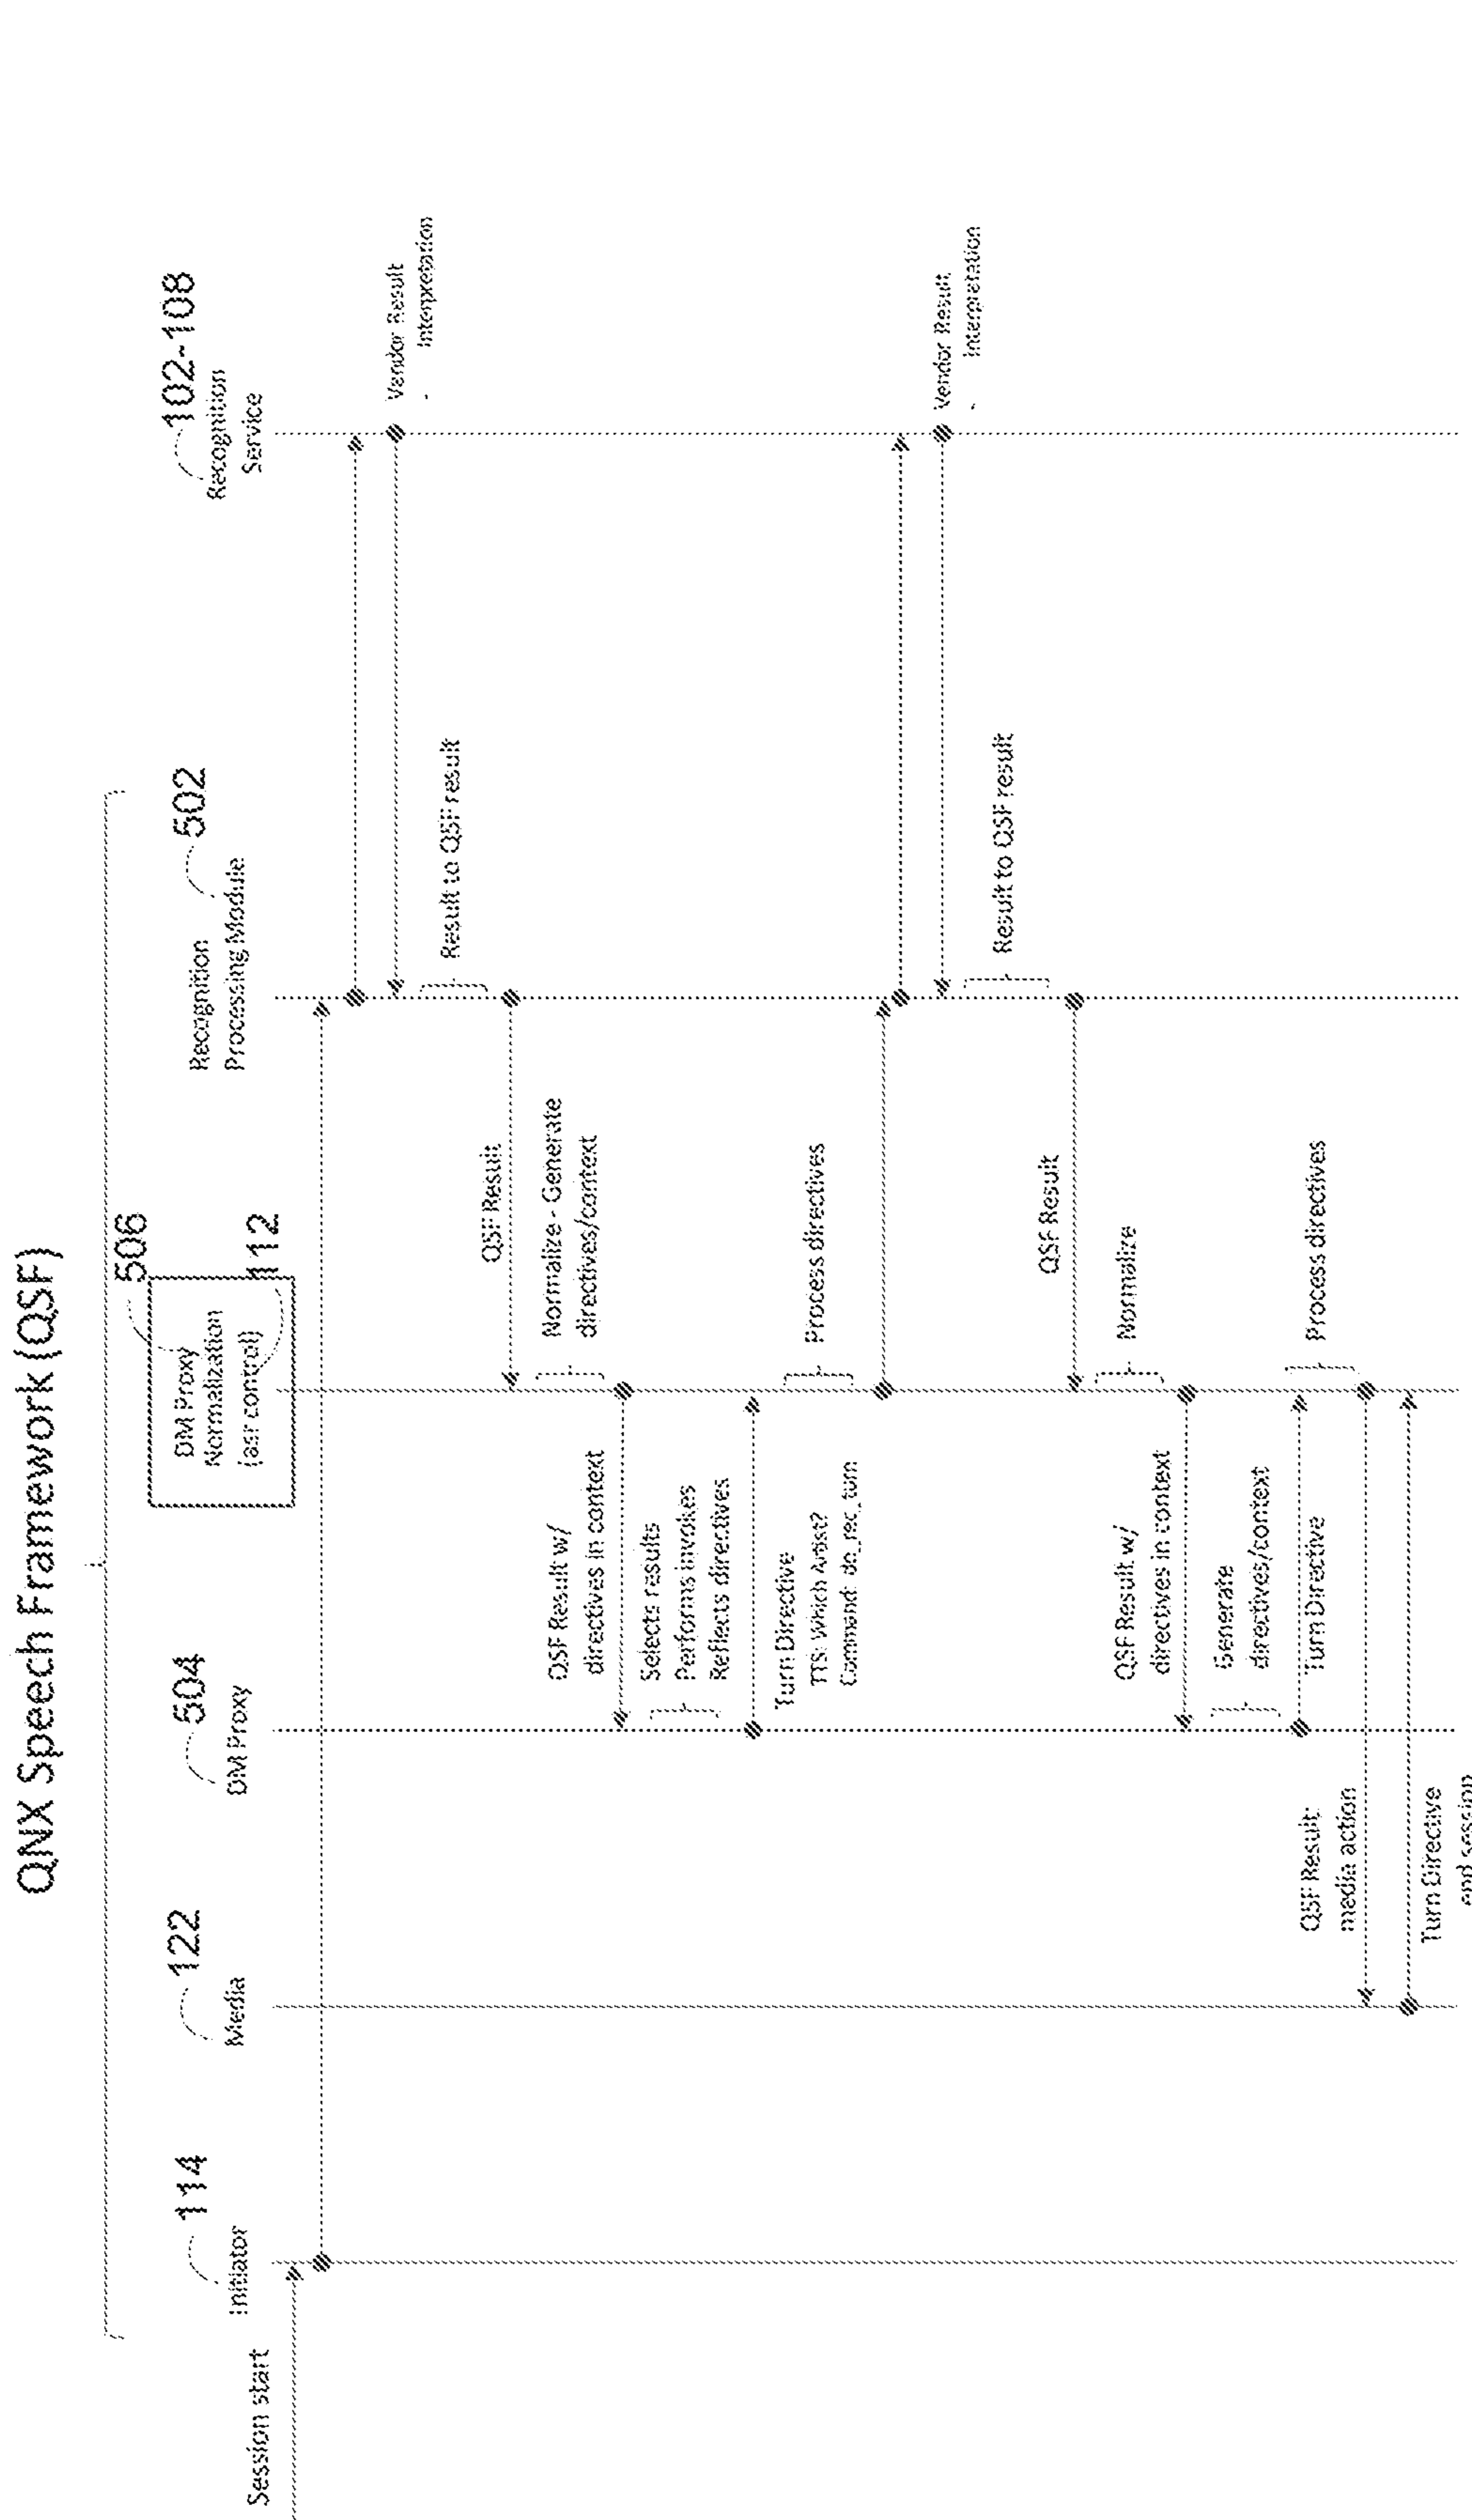 QNX Speech Framework (QSF)
114
Initiator
122
Media
504
DM Proxy
506
DM Proxy
Normalization
(asr control)
112
502
Recognition
Processing Module
102-108
Recognition
Service
Session start
Vendor Result
- Interpretation
Result to QSF result
QSF Result
Normalize - Generate
directives/context
QSF Result w/
directives in context
Selects results
Performs invokes
Reflects directives
Turn Directive
TTS: Which Artist?
Command: do_rec_turn
Process directives
Vendor Result
- Interpretation
Result to QSF result
QSF Result
Normalize
QSF Result w/
directives in context
Generate
directives/context
Turn Directive
Process directives
QSF Result:
media action
Turn Directive
end session